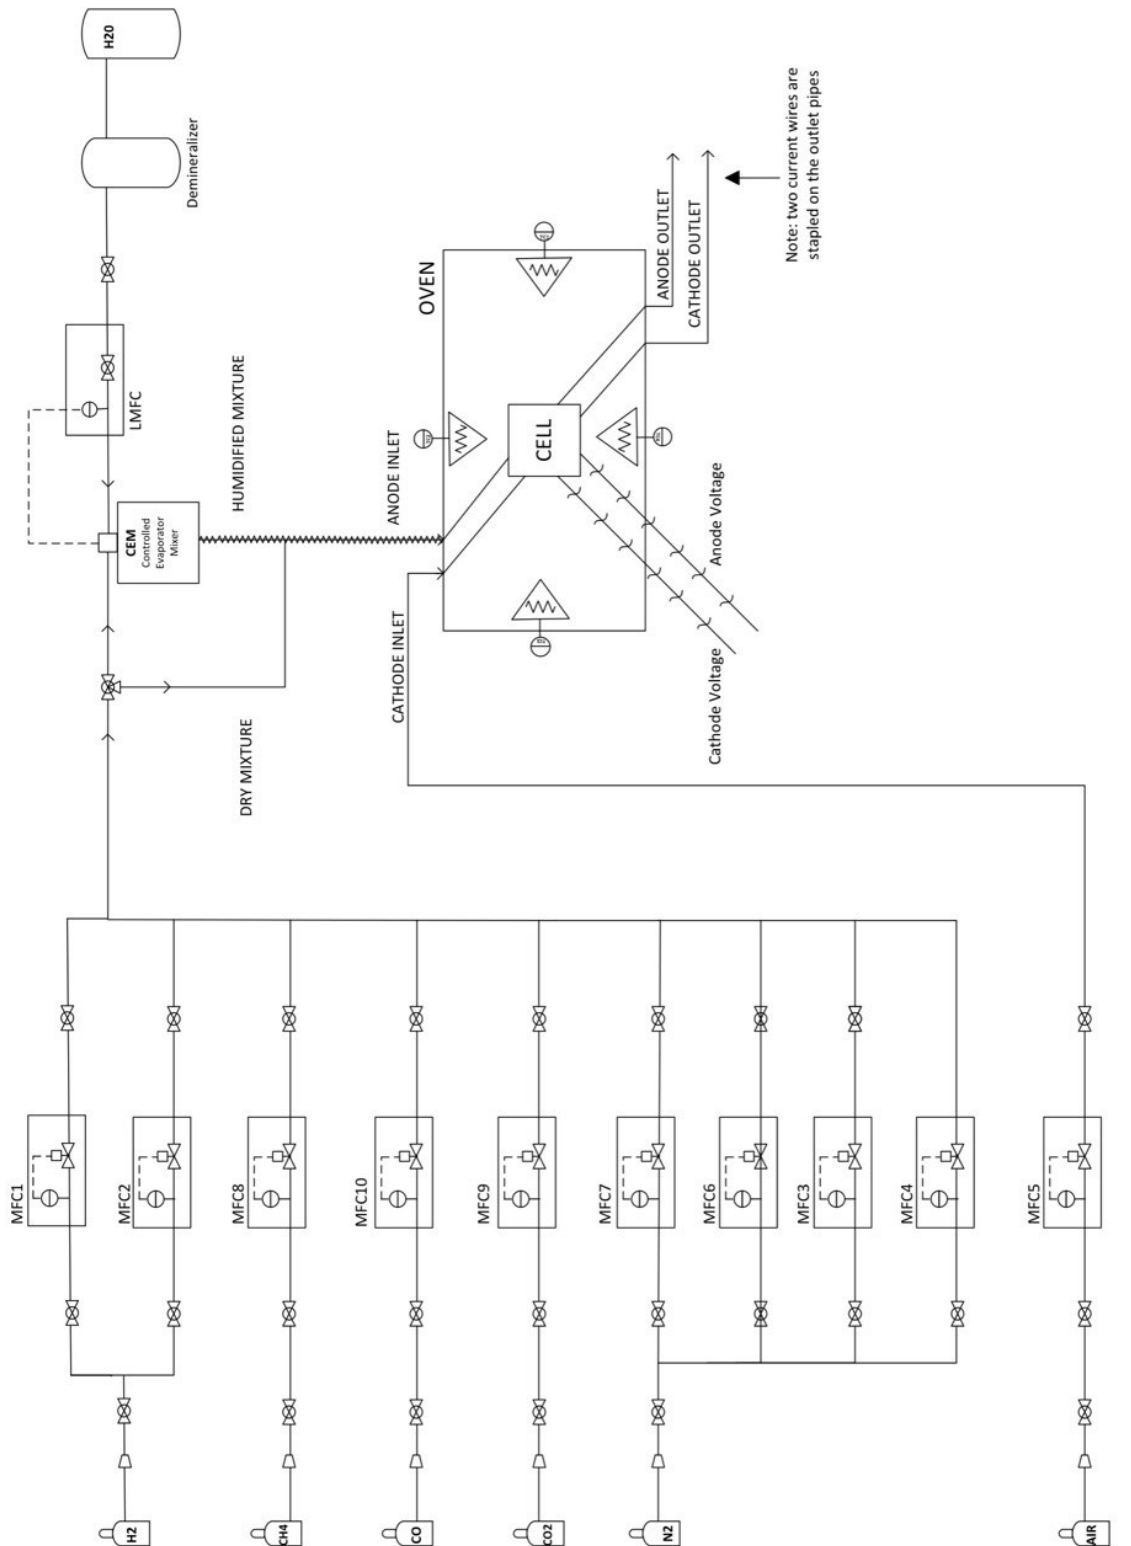 H20
Demineralizer
LMFC
CEM
Controlled
Evaporator
Mixer
HUMIDIFIED MIXTURE
DRY MIXTURE
ANODE INLET
CATHODE INLET
OVEN
CELL
ANODE OUTLET
CATHODE OUTLET
Note: two current wires are
stapled on the outlet pipes
Anode Voltage
Cathode Voltage
MFC1
MFC2
MFC8
MFC10
MFC9
MFC7
MFC6
MFC3
MFC4
MFC5
H2
CH4
CO
CO2
N2
AIR